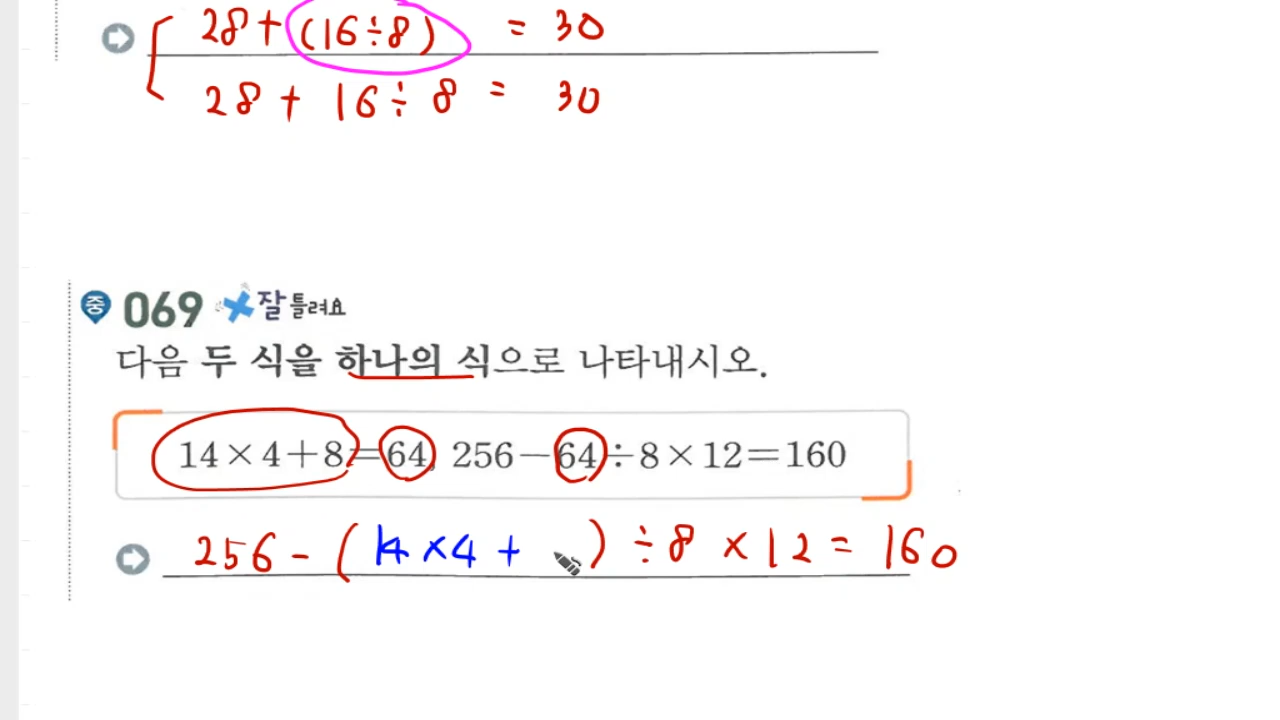 28+(16÷8) = 30
28 + 16÷ 8 = 30
중 069 잘 틀려요
다음 두 식을 하나의 식으로 나타내시오.
14×4+8=64, 256-64÷8×12=160
256-(14×4+ )÷8×12=160